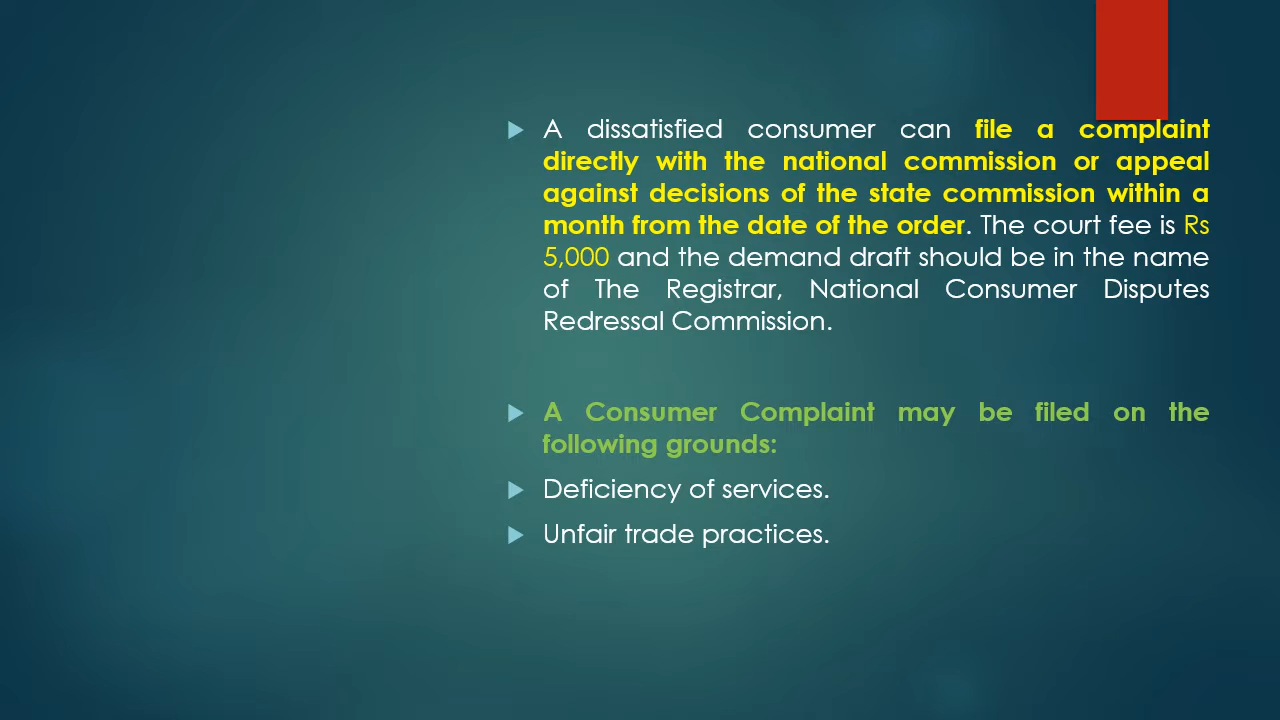 A dissatisfied consumer can file a complaint
directly with the national commission or appeal
against decisions of the state commission within a
month from the date of the order. The court fee is Rs
5,000 and the demand draft should be in the name
of The Registrar, National Consumer Disputes
Redressal Commission.
A Consumer Complaint may be filed on the
following grounds:
Deficiency of services.
Unfair trade practices.